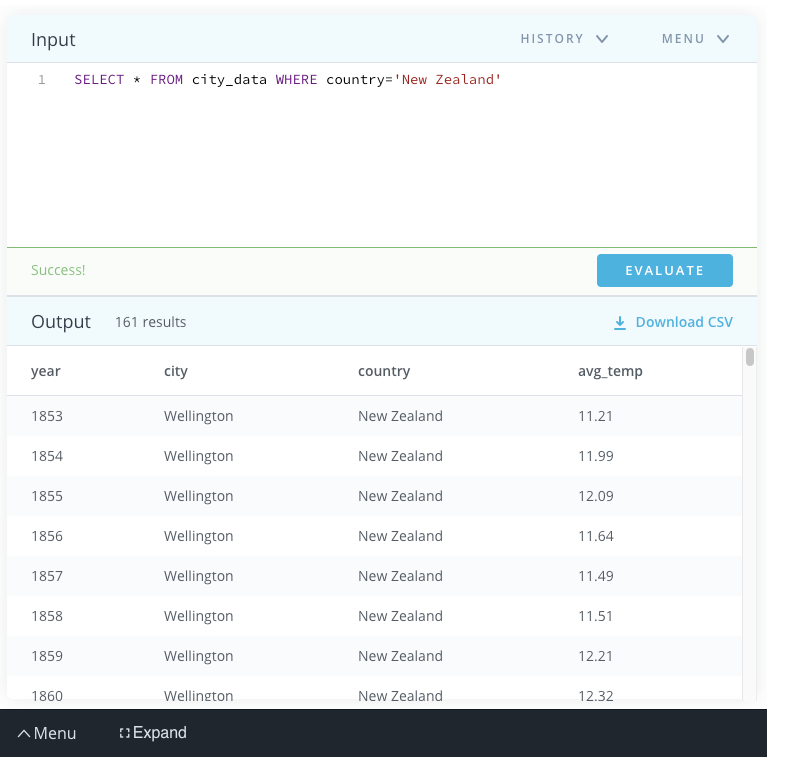 Input HISTORY MENU
1 SELECT * FROM city_data WHERE country='New Zealand'
Success! EVALUATE
Output 161 results Download CSV
year city country avg_temp
1853 Wellington New Zealand 11.21
1854 Wellington New Zealand 11.99
1855 Wellington New Zealand 12.09
1856 Wellington New Zealand 11.64
1857 Wellington New Zealand 11.49
1858 Wellington New Zealand 11.51
1859 Wellington New Zealand 12.21
1860 Wellington New Zealand 12.32
Menu Expand